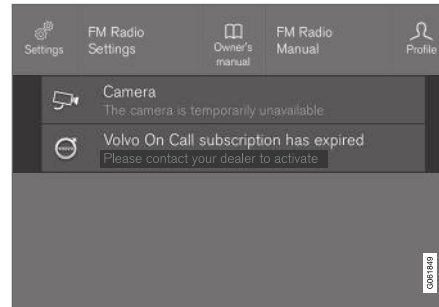 Settings
FM Radio
Settings
Owner's
manual
FM Radio
Manual
Profile
Camera
The camera is temporarily unavailable
Volvo On Call subscription has expired
Please contact your dealer to activate
G061849